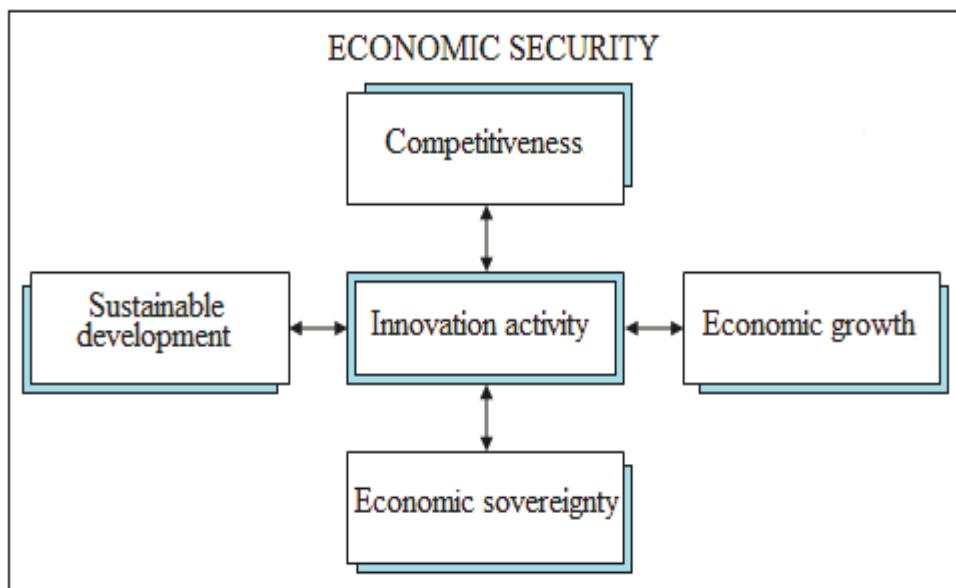 ECONOMIC SECURITY
Competitiveness
Sustainable
development
Innovation activity
Economic growth
Economic sovereignty